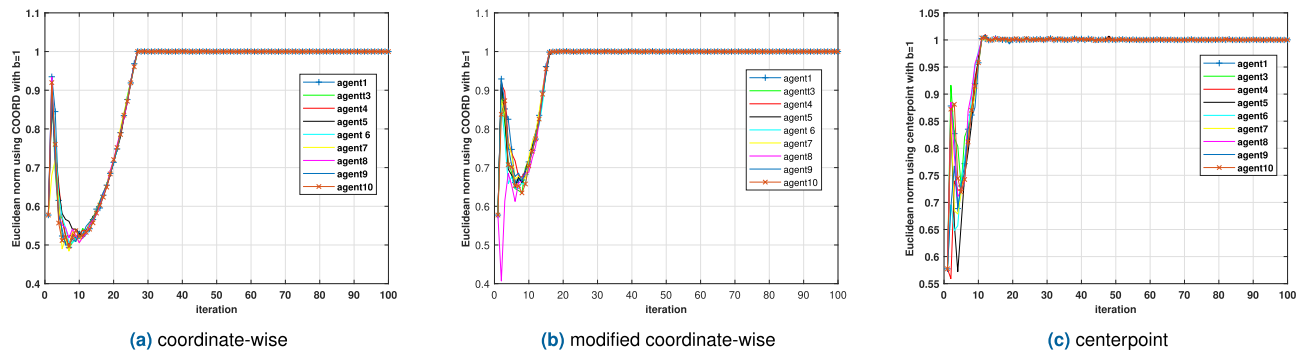 Euclidean norm using COORD with b=1
1.1
1
0.9
0.8
0.7
0.6
0.5
0.4
0 10 20 30 40 50 60 70 80 90 100
iteration
agent1
agentt3
agent4
agent5
agent 6
agent7
agent8
agent9
agent10
(a) coordinate-wise
Euclidean norm using COORD with b=1
1.1
1
0.9
0.8
0.7
0.6
0.5
0.4
0 10 20 30 40 50 60 70 80 90 100
iteration
agent1
agentt3
agent4
agent5
agent 6
agent7
agent8
agent9
agent10
(b) modified coordinate-wise
Euclidean norm using centerpoint with b=1
1.05
1
0.95
0.9
0.85
0.8
0.75
0.7
0.65
0.6
0.55
0 10 20 30 40 50 60 70 80 90 100
iteration
agent1
agent3
agent4
agent5
agent6
agent7
agent8
agent9
agent10
(c) centerpoint